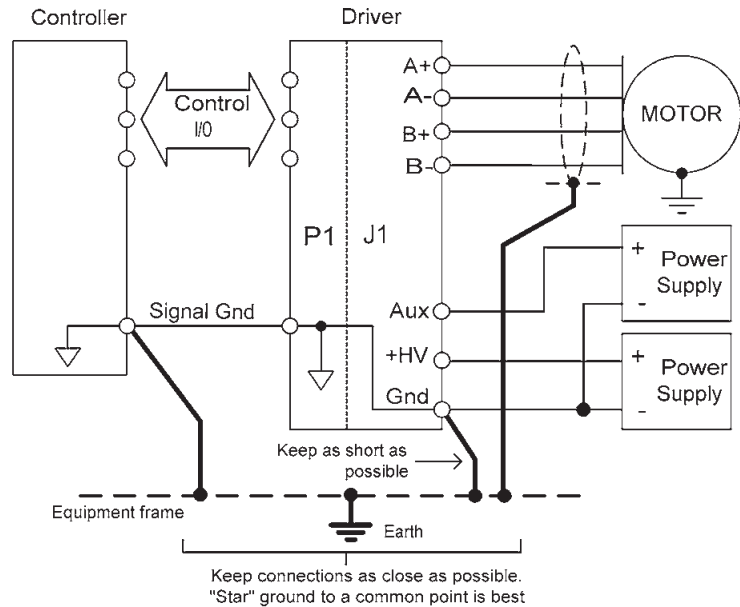 Controller
Driver
Control
I/0
A+
A-
B+
B-
MOTOR
P1
J1
Power
Supply
+
-
Signal Gnd
Aux
+HV
Gnd
Power
Supply
+
-
Keep as short as
possible
Equipment frame
Earth
Keep connections as close as possible.
"Star" ground to a common point is best